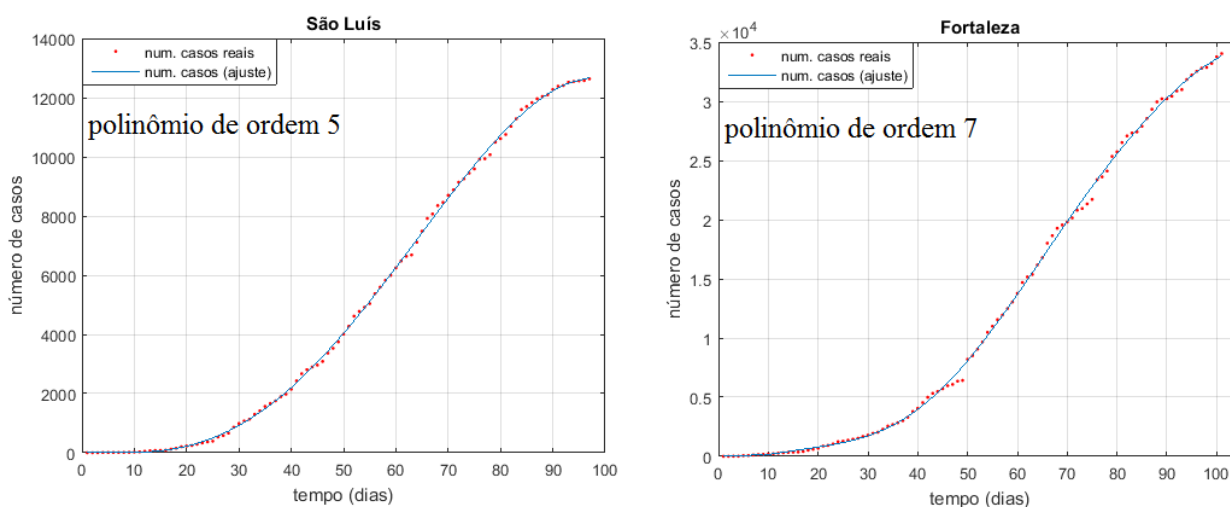 São Luís
14000
12000
10000
8000
6000
4000
2000
0
número de casos
num. casos reais
num. casos (ajuste)
polinômio de ordem 5
0 10 20 30 40 50 60 70 80 90 100
tempo (dias)
Fortaleza
×10⁴
3.5
3
2.5
2
1.5
1
0.5
0
número de casos
num. casos reais
num. casos (ajuste)
polinômio de ordem 7
0 10 20 30 40 50 60 70 80 90 100
tempo (dias)